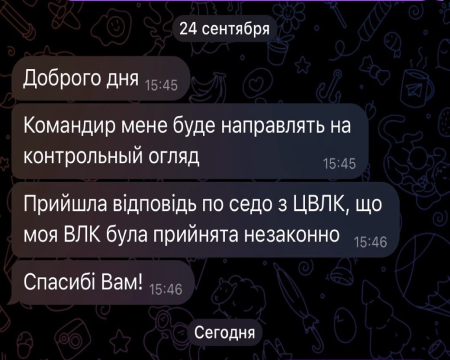 24 сентября
Доброго дня 15:45
Командир мене буде направлять на
контрольный огляд 15:45
Прийшла відповідь по седо з ЦВЛК, що
моя ВЛК була прийнята незаконно 15:46
Спасибі Вам! 15:46
Сегодня